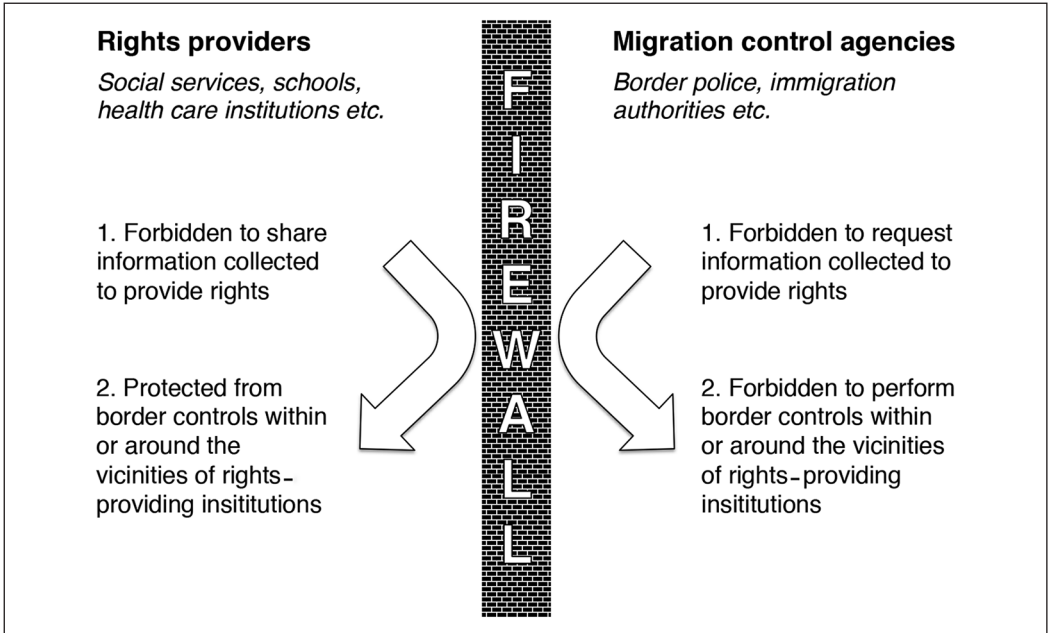 Rights providers
Social services, schools,
health care institutions etc.
1. Forbidden to share
information collected
to provide rights
2. Protected from
border controls within
or around the
vicinities of rights-
providing insititutions
FIREWALL
Migration control agencies
Border police, immigration
authorities etc.
1. Forbidden to request
information collected to
provide rights
2. Forbidden to perform
border controls within
or around the vicinities
of rights-providing
insititutions